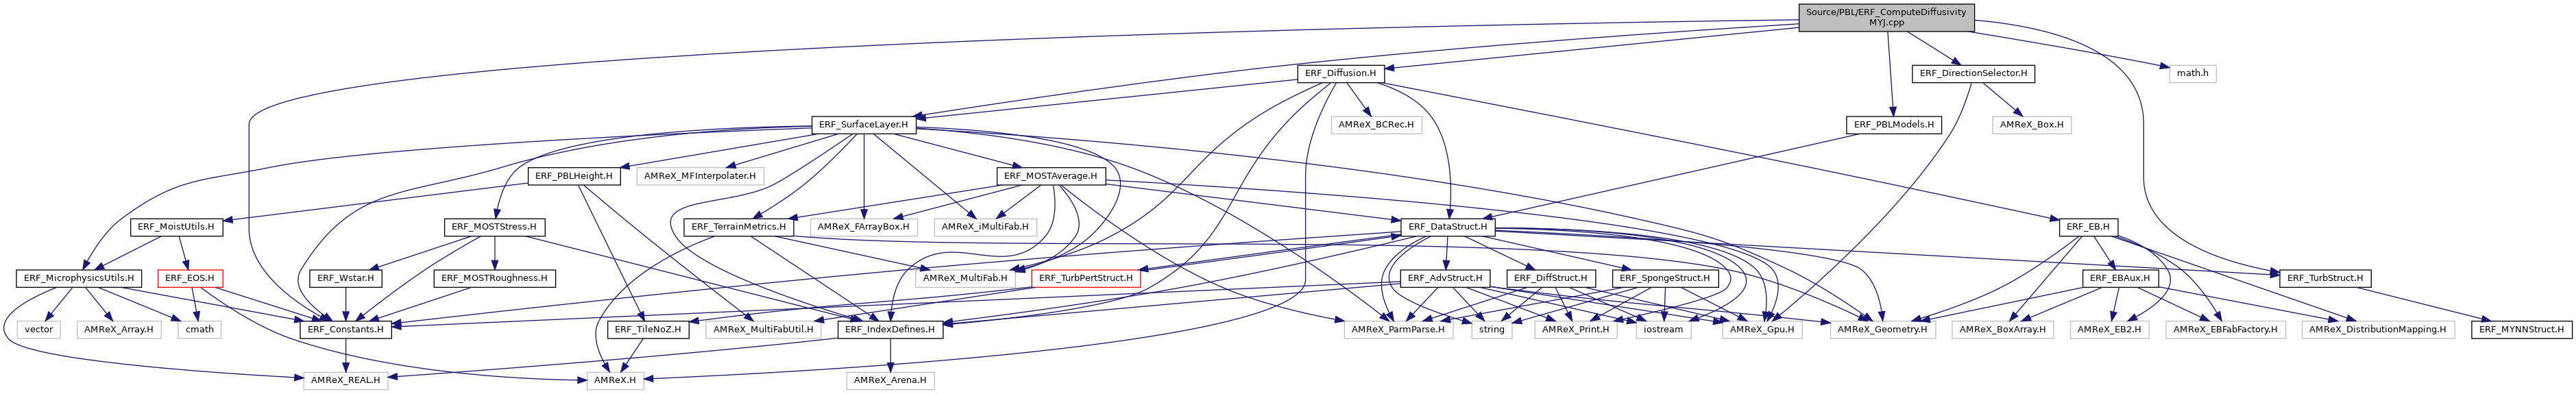 Source/PBL/ERF_ComputeDiffusivity
MYJ.cpp
ERF_Diffusion.H
ERF_DirectionSelector.H
math.h
ERF_SurfaceLayer.H
AMReX_BCRec.H
ERF_PBLModels.H
AMReX_Box.H
ERF_PBLHeight.H
AMReX_MFInterpolater.H
ERF_MOSTAverage.H
ERF_MoistUtils.H
ERF_MOSTStress.H
ERF_TerrainMetrics.H
AMReX_FArrayBox.H
AMReX_iMultiFab.H
ERF_DataStruct.H
ERF_EB.H
ERF_MicrophysicsUtils.H
ERF_EOS.H
ERF_Wstar.H
ERF_MOSTRoughness.H
AMReX_MultiFab.H
ERF_TurbPertStruct.H
ERF_AdvStruct.H
ERF_DiffStruct.H
ERF_SpongeStruct.H
ERF_EBAux.H
ERF_TurbStruct.H
vector
AMReX_Array.H
cmath
ERF_Constants.H
ERF_TileNoZ.H
AMReX_MultiFabUtil.H
ERF_IndexDefines.H
AMReX_ParmParse.H
string
AMReX_Print.H
iostream
AMReX_Gpu.H
AMReX_Geometry.H
AMReX_BoxArray.H
AMReX_EB2.H
AMReX_EBFabFactory.H
AMReX_DistributionMapping.H
ERF_MYNNStruct.H
AMReX_REAL.H
AMReX.H
AMReX_Arena.H